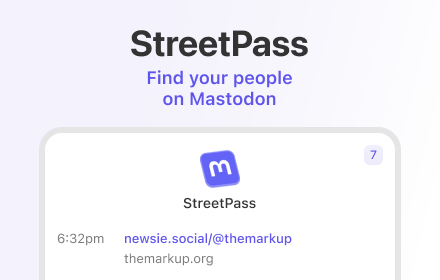 StreetPass
Find your people
on Mastodon
7
StreetPass
6:32pm newsie.social/@themarkup
themarkup.org